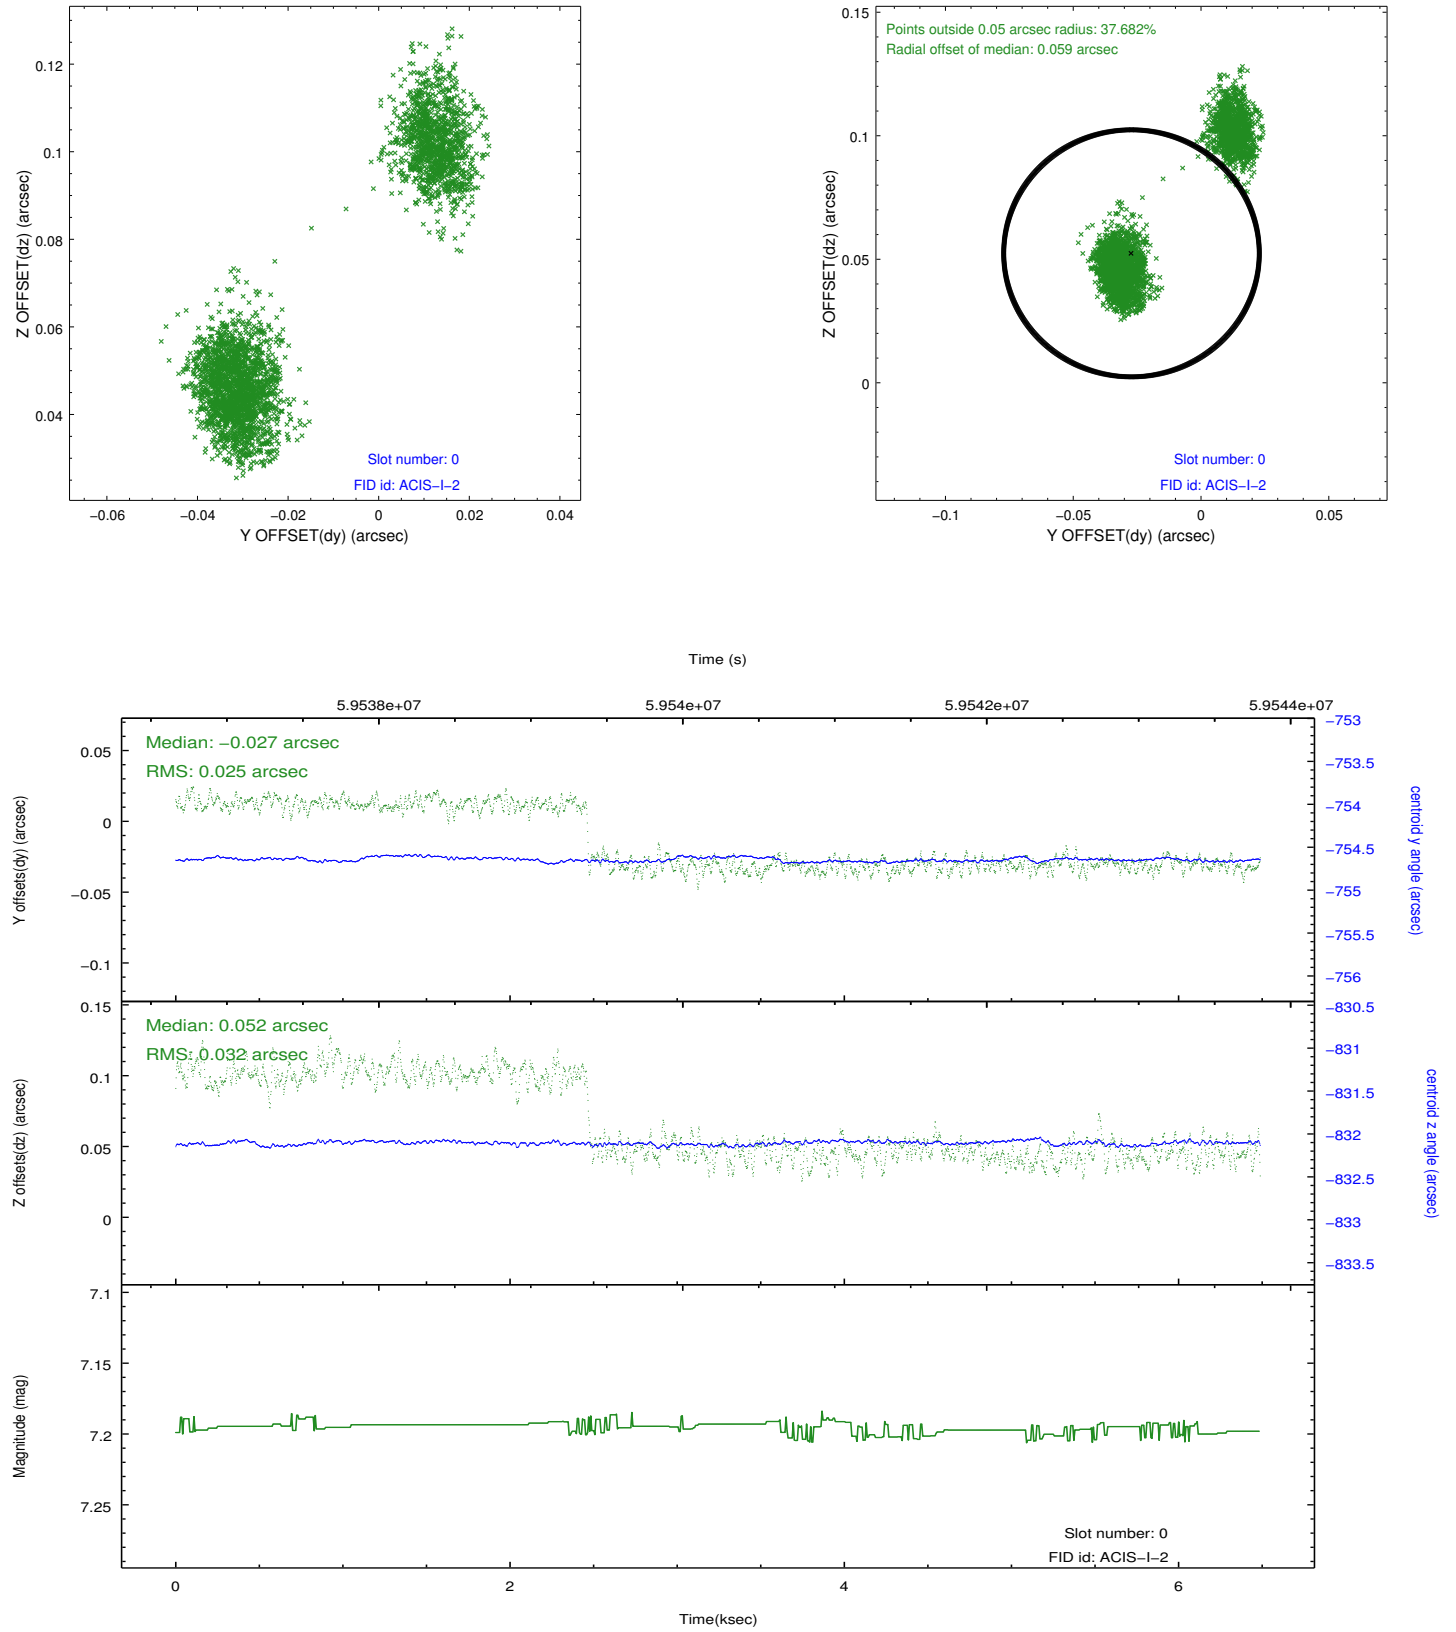 0.12
0.1
0.08
0.06
0.04
Z OFFSET(dz) (arcsec)
Slot number: 0
FID id: ACIS−I−2
−0.06
−0.04
−0.02
0
0.02
0.04
Y OFFSET(dy) (arcsec)
Points outside 0.05 arcsec radius: 37.682%
Radial offset of median: 0.059 arcsec
0.15
0.1
0.05
0
Z OFFSET(dz) (arcsec)
Slot number: 0
FID id: ACIS−I−2
−0.1
−0.05
0
0.05
Y OFFSET(dy) (arcsec)
Time (s)
5.9538e+07
5.954e+07
5.9542e+07
5.9544e+07
Median: −0.027 arcsec
RMS: 0.025 arcsec
0.05
0
−0.05
−0.1
Y offsets(dy) (arcsec)
−753
−753.5
−754
−754.5
−755
−755.5
−756
centroid y angle (arcsec)
Median: 0.052 arcsec
RMS: 0.032 arcsec
0.15
0.1
0.05
0
Z offsets(dz) (arcsec)
−830.5
−831
−831.5
−832
−832.5
−833
−833.5
centroid z angle (arcsec)
7.1
7.15
7.2
7.25
Magnitude (mag)
Slot number: 0
FID id: ACIS−I−2
0
2
4
6
Time(ksec)